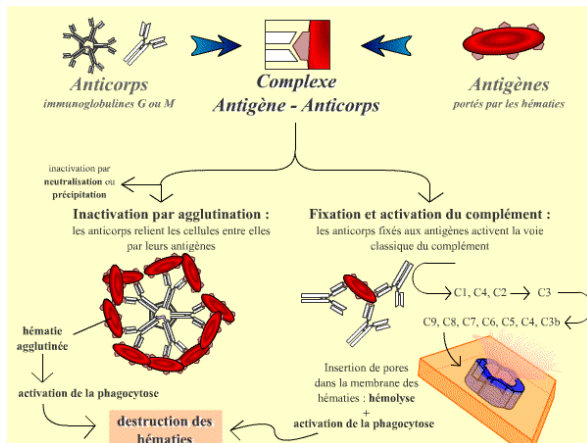 Anticorps
immunoglobulines G ou M
Complexe
Antigène - Anticorps
Antigènes
portés par les hématies
inactivation par
neutralisation ou
précipitation
Inactivation par agglutination :
les anticorps relient les cellules entre elles
par leurs antigènes
hématie
agglutinée
activation de la phagocytose
Fixation et activation du complément :
les anticorps fixés aux antigènes activent la voie
classique du complément
C1, C4, C2
C3
C9, C8, C7, C6, C5, C4, C3b
Insertion de pores
dans la membrane des
hématies : hémolyse
+
activation de la phagocytose
destruction des
hématies